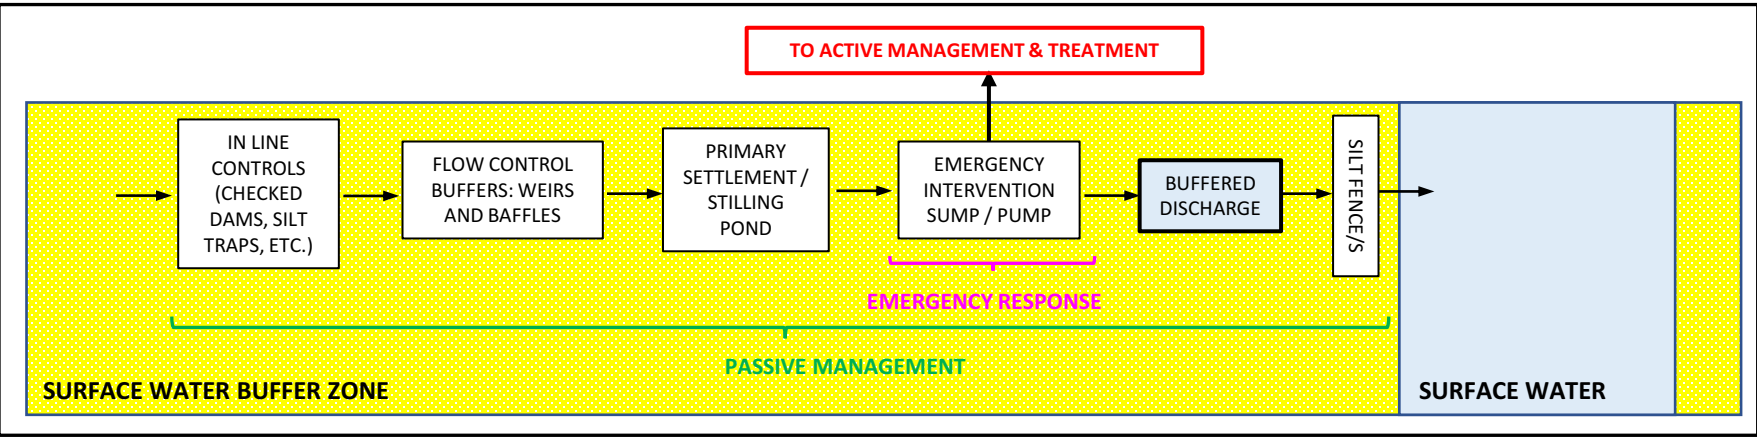 TO ACTIVE MANAGEMENT & TREATMENT
IN LINE
CONTROLS
(CHECKED
DAMS, SILT
TRAPS, ETC.)
FLOW CONTROL
BUFFERS: WEIRS
AND BAFFLES
PRIMARY
SETTLEMENT /
STILLING
POND
EMERGENCY
INTERVENTION
SUMP / PUMP
BUFFERED
DISCHARGE
SILT FENCE/S
EMERGENCY RESPONSE
PASSIVE MANAGEMENT
SURFACE WATER BUFFER ZONE
SURFACE WATER